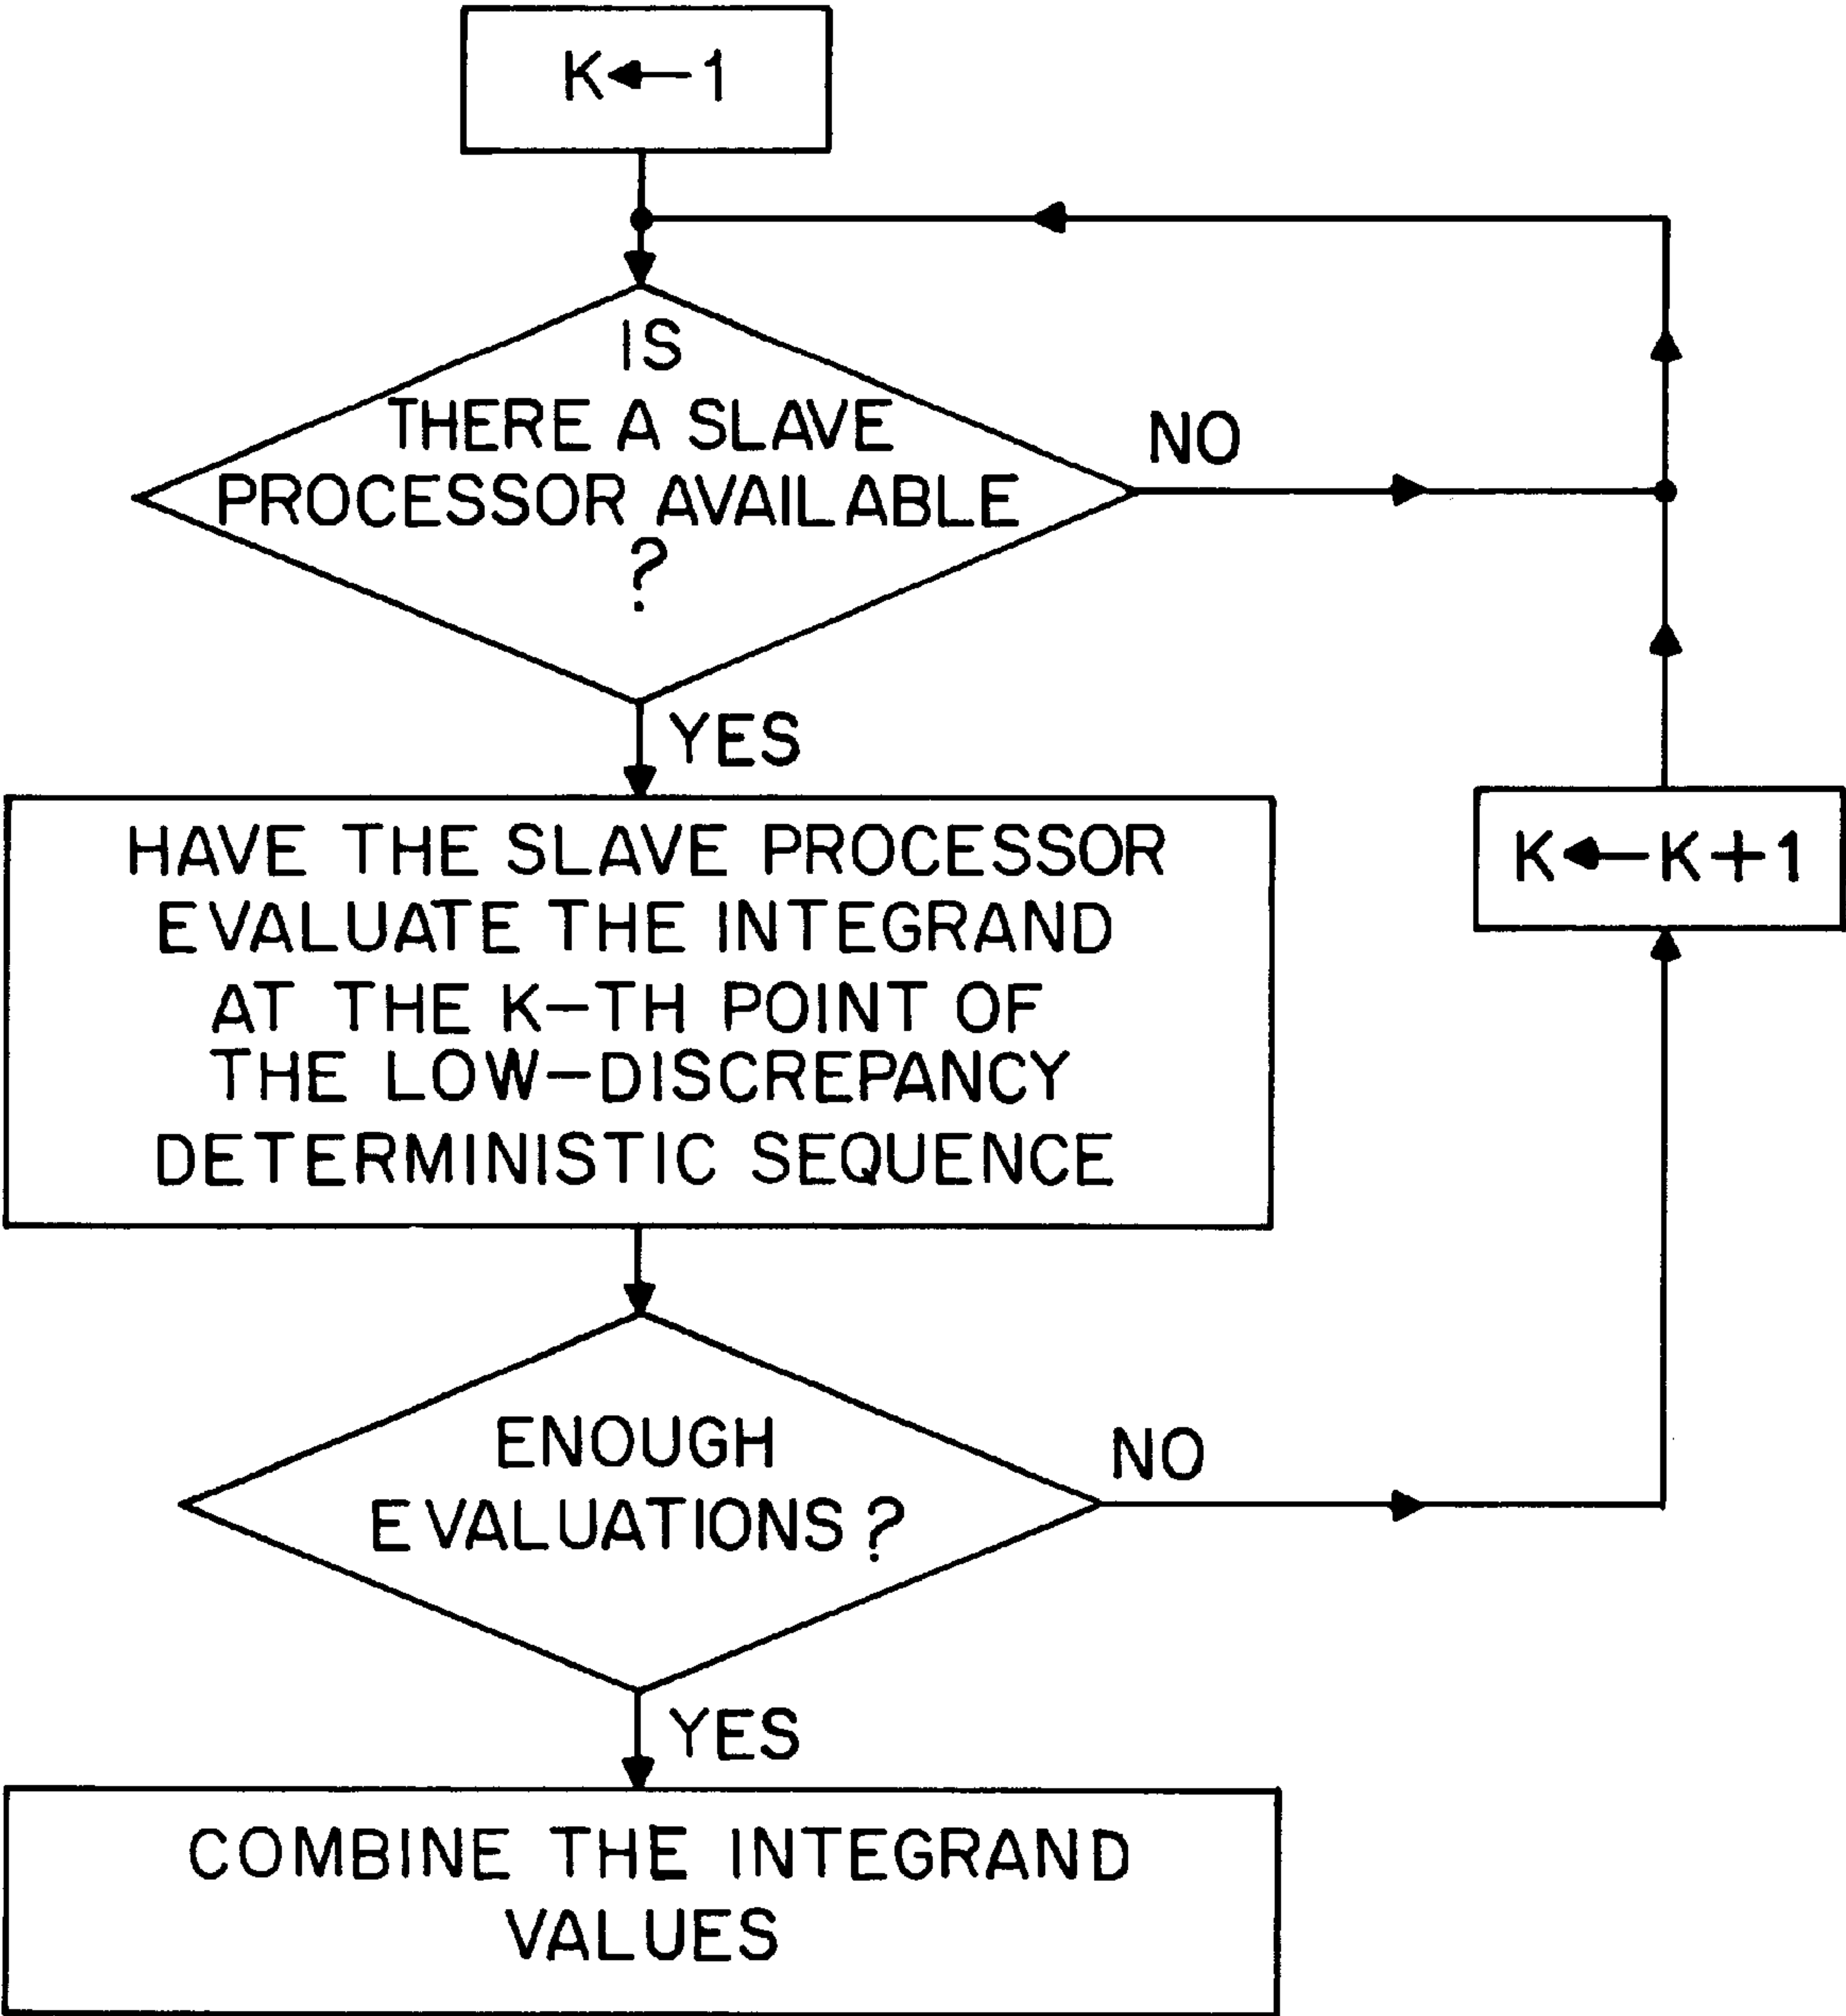 K←1
IS
THERE A SLAVE
PROCESSOR AVAILABLE
?
NO
YES
HAVE THE SLAVE PROCESSOR
EVALUATE THE INTEGRAND
AT THE K–TH POINT OF
THE LOW–DISCREPANCY
DETERMINISTIC SEQUENCE
K←K+1
ENOUGH
EVALUATIONS?
NO
YES
COMBINE THE INTEGRAND
VALUES